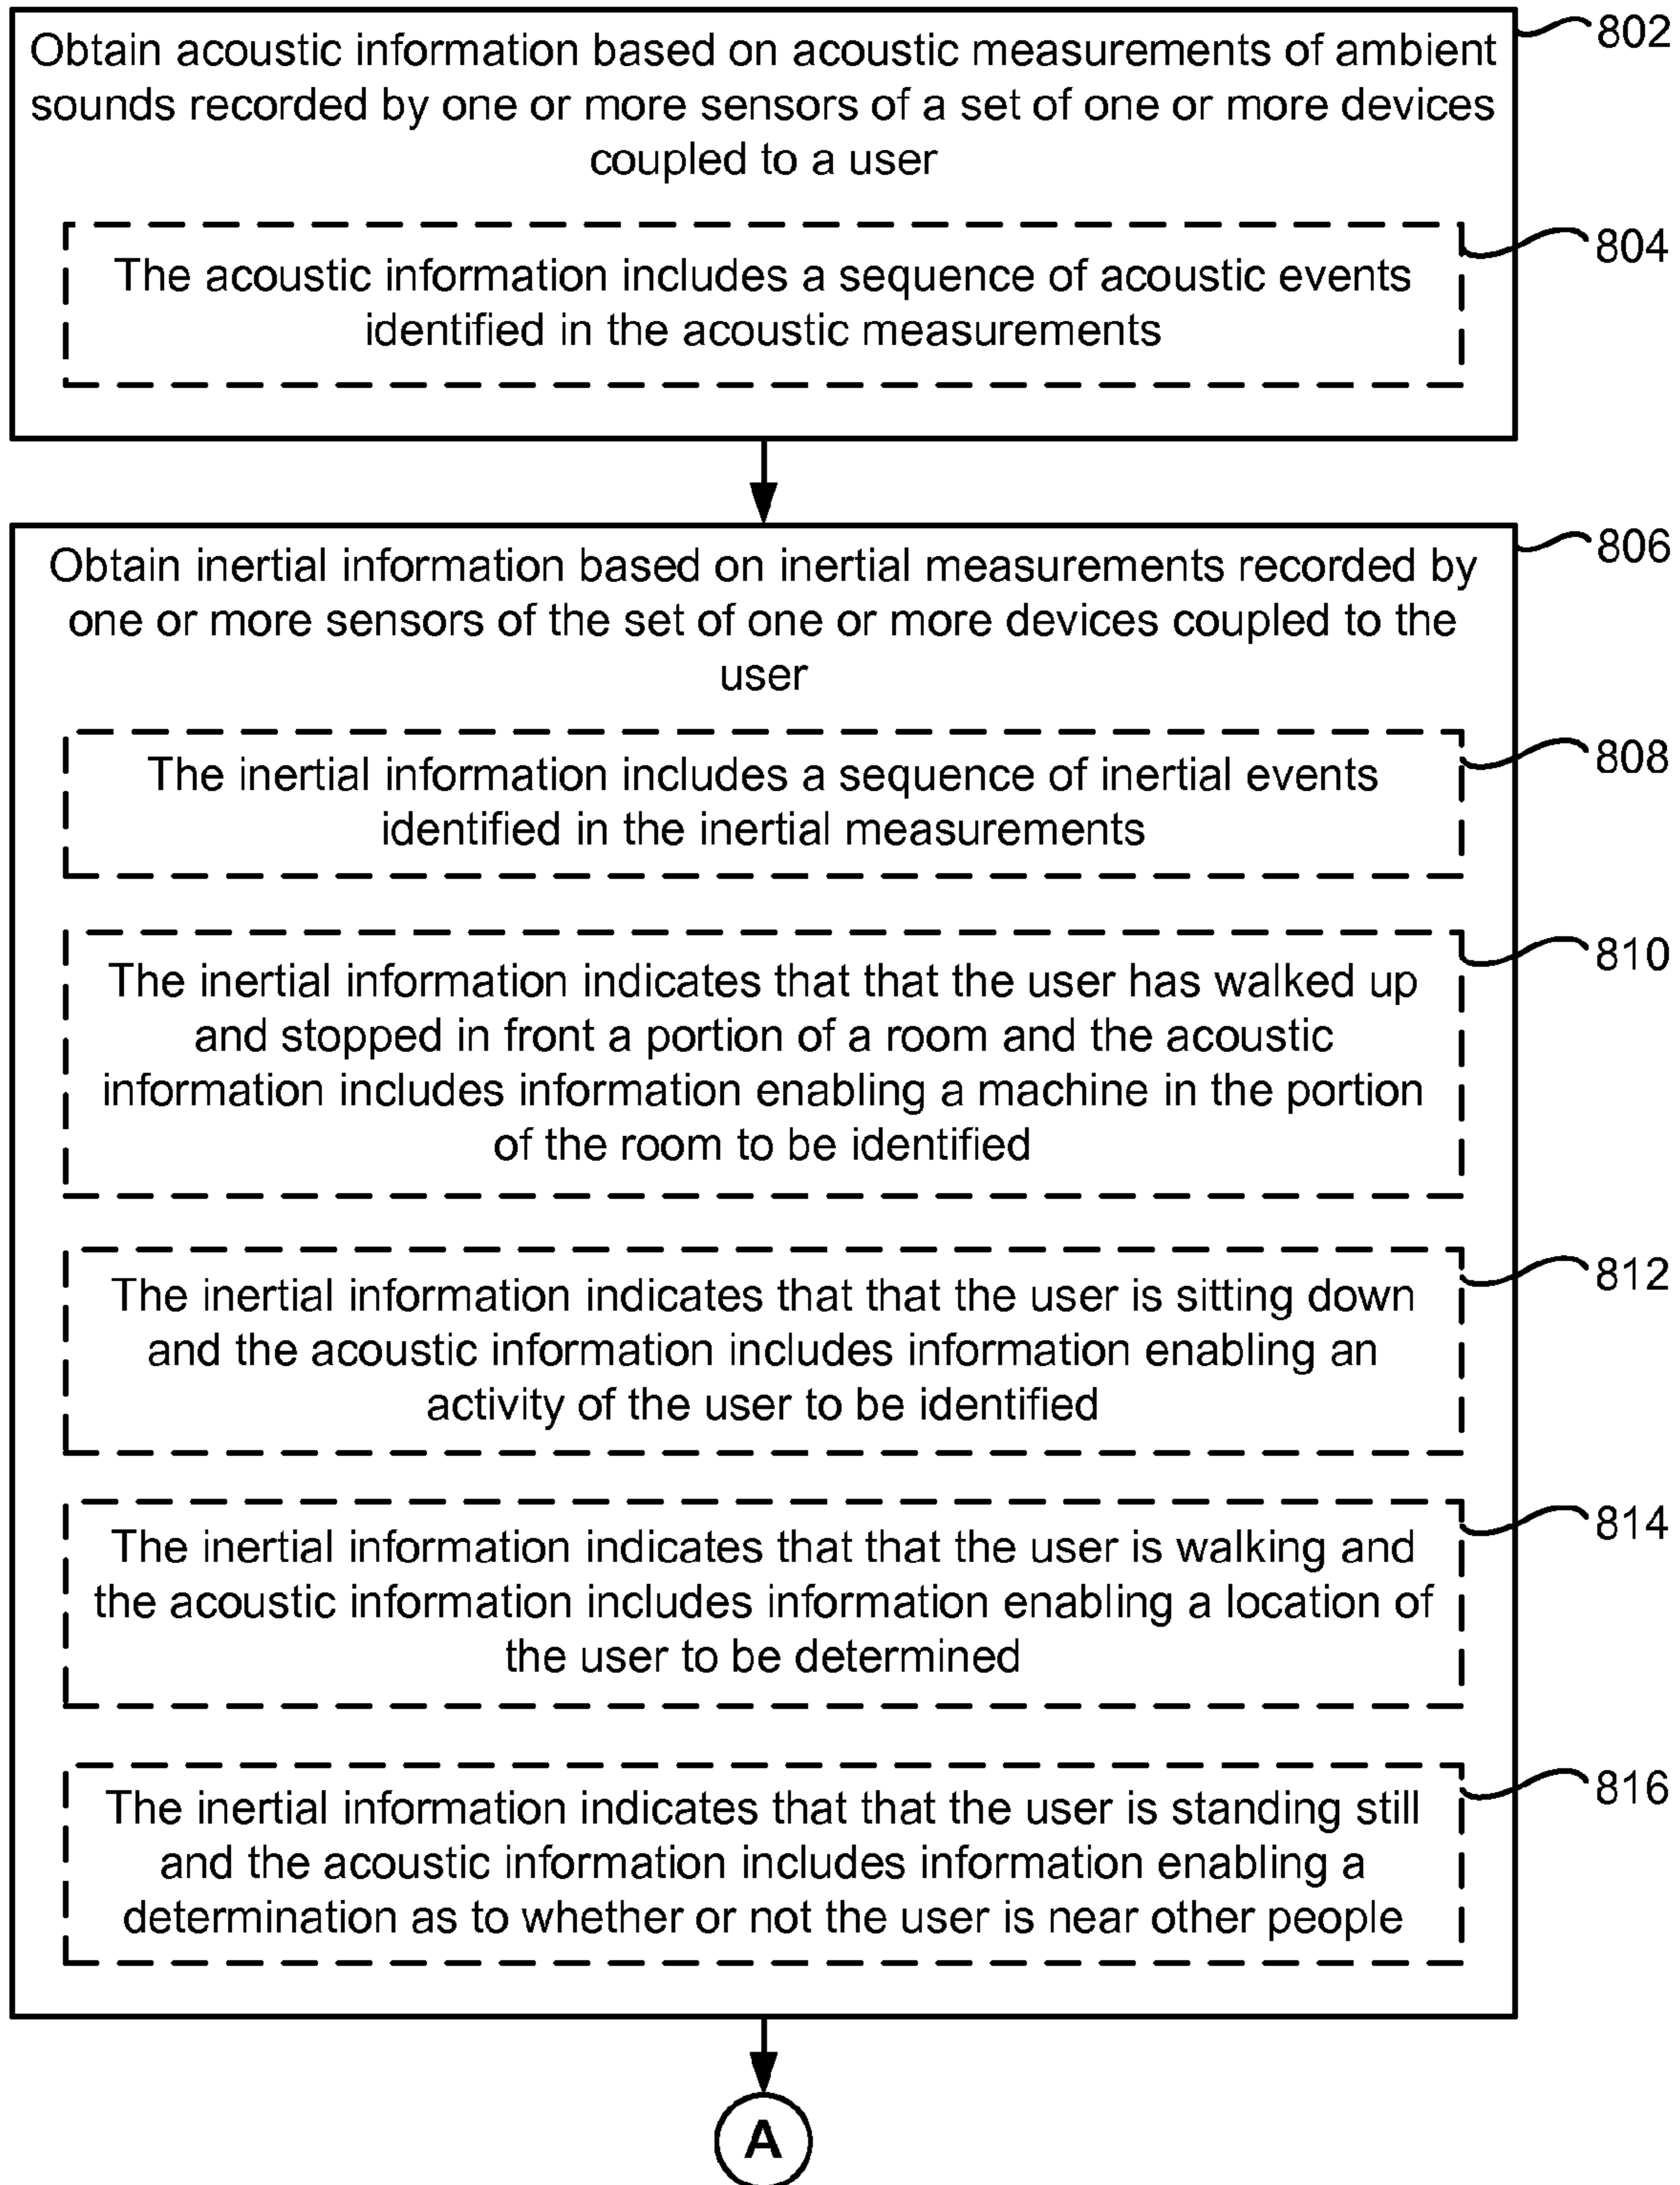 802
Obtain acoustic information based on acoustic measurements of ambient
sounds recorded by one or more sensors of a set of one or more devices
coupled to a user
804
The acoustic information includes a sequence of acoustic events
identified in the acoustic measurements
806
Obtain inertial information based on inertial measurements recorded by
one or more sensors of the set of one or more devices coupled to the
user
808
The inertial information includes a sequence of inertial events
identified in the inertial measurements
810
The inertial information indicates that that the user has walked up
and stopped in front a portion of a room and the acoustic
information includes information enabling a machine in the portion
of the room to be identified
812
The inertial information indicates that that the user is sitting down
and the acoustic information includes information enabling an
activity of the user to be identified
814
The inertial information indicates that that the user is walking and
the acoustic information includes information enabling a location of
the user to be determined
816
The inertial information indicates that that the user is standing still
and the acoustic information includes information enabling a
determination as to whether or not the user is near other people
A